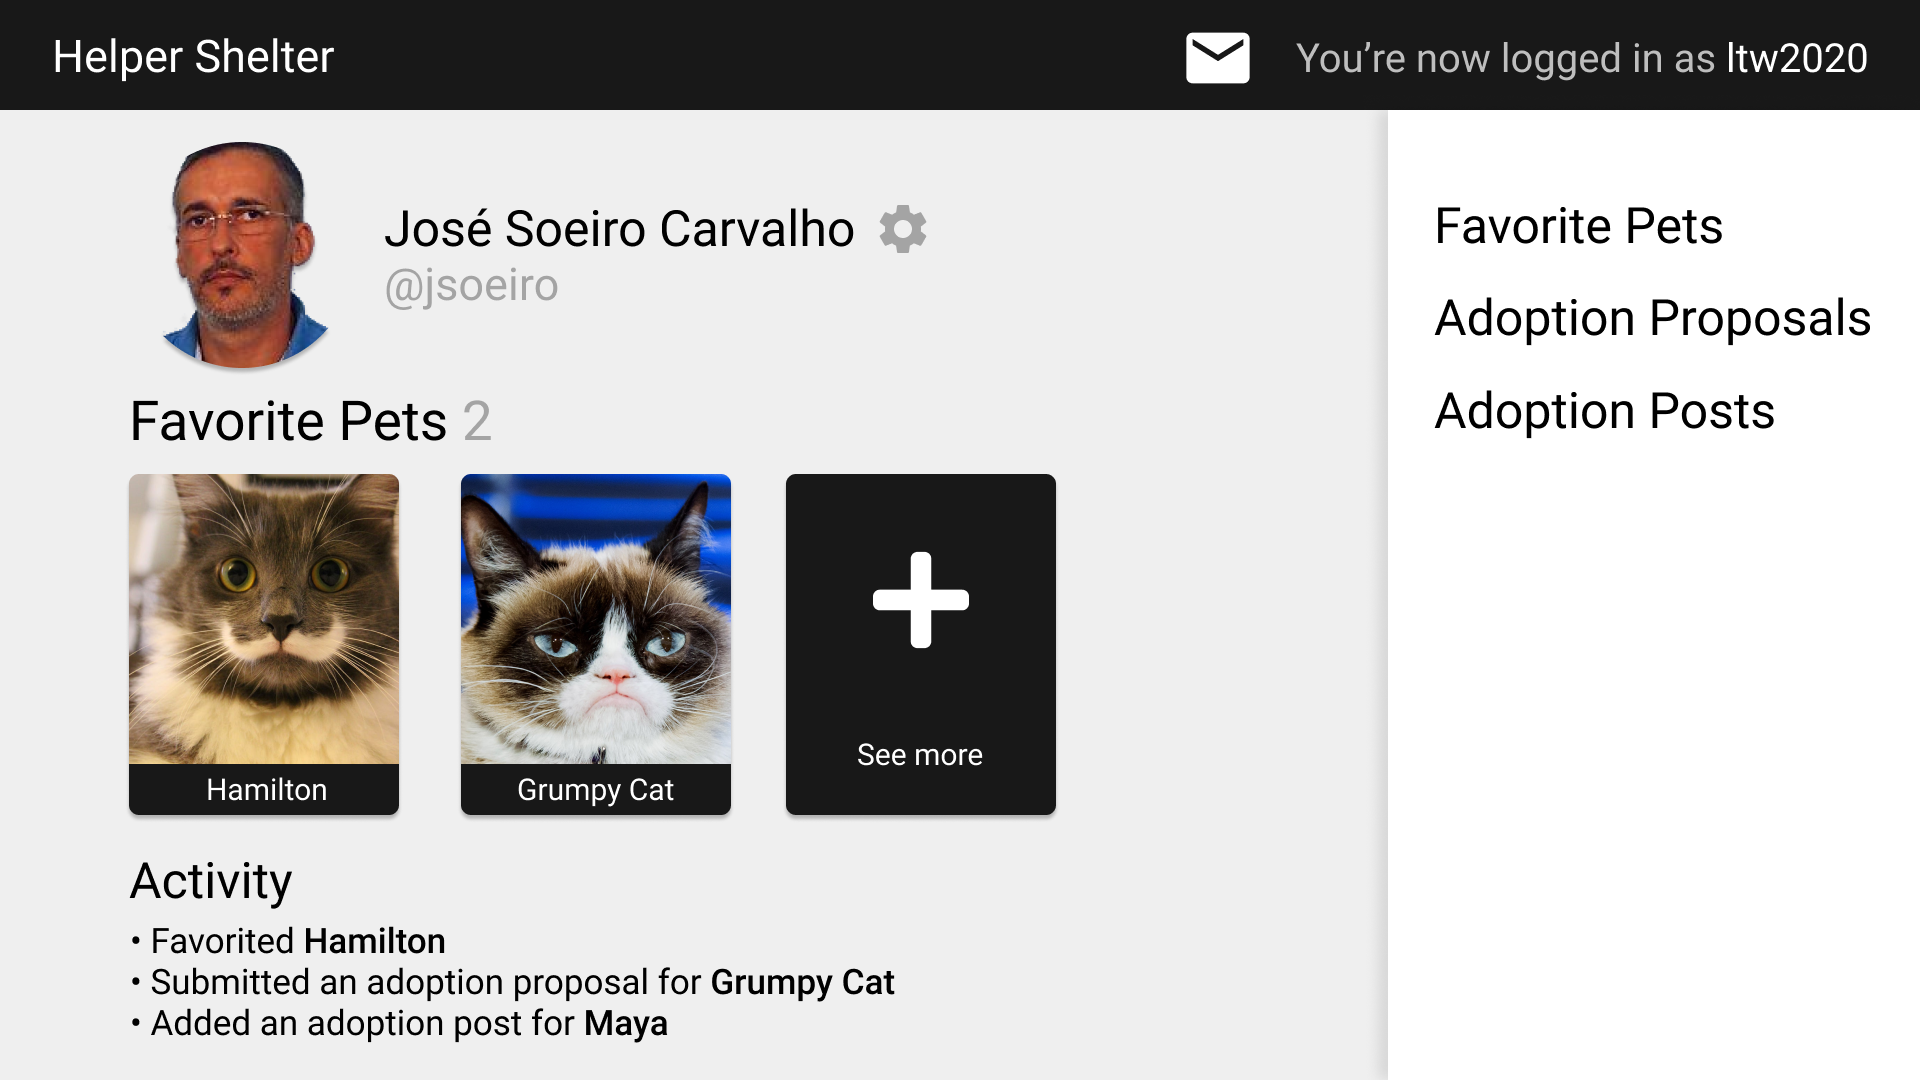 Helper Shelter
You’re now logged in as ltw2020
José Soeiro Carvalho
@jsoeiro
Favorite Pets 2
Hamilton
Grumpy Cat
See more
Activity
• Favorited Hamilton
• Submitted an adoption proposal for Grumpy Cat
• Added an adoption post for Maya
Favorite Pets
Adoption Proposals
Adoption Posts